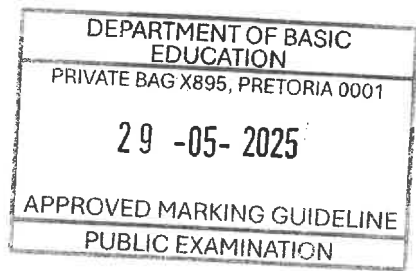 DEPARTMENT OF BASIC
EDUCATION
PRIVATE BAG X895, PRETORIA 0001
29 -05- 2025
APPROVED MARKING GUIDELINE
PUBLIC EXAMINATION